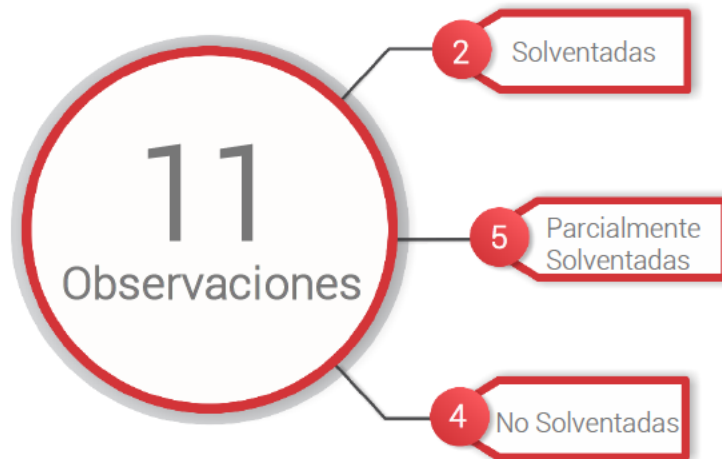 11
Observaciones
2
Solventadas
5
Parcialmente
Solventadas
4
No Solventadas